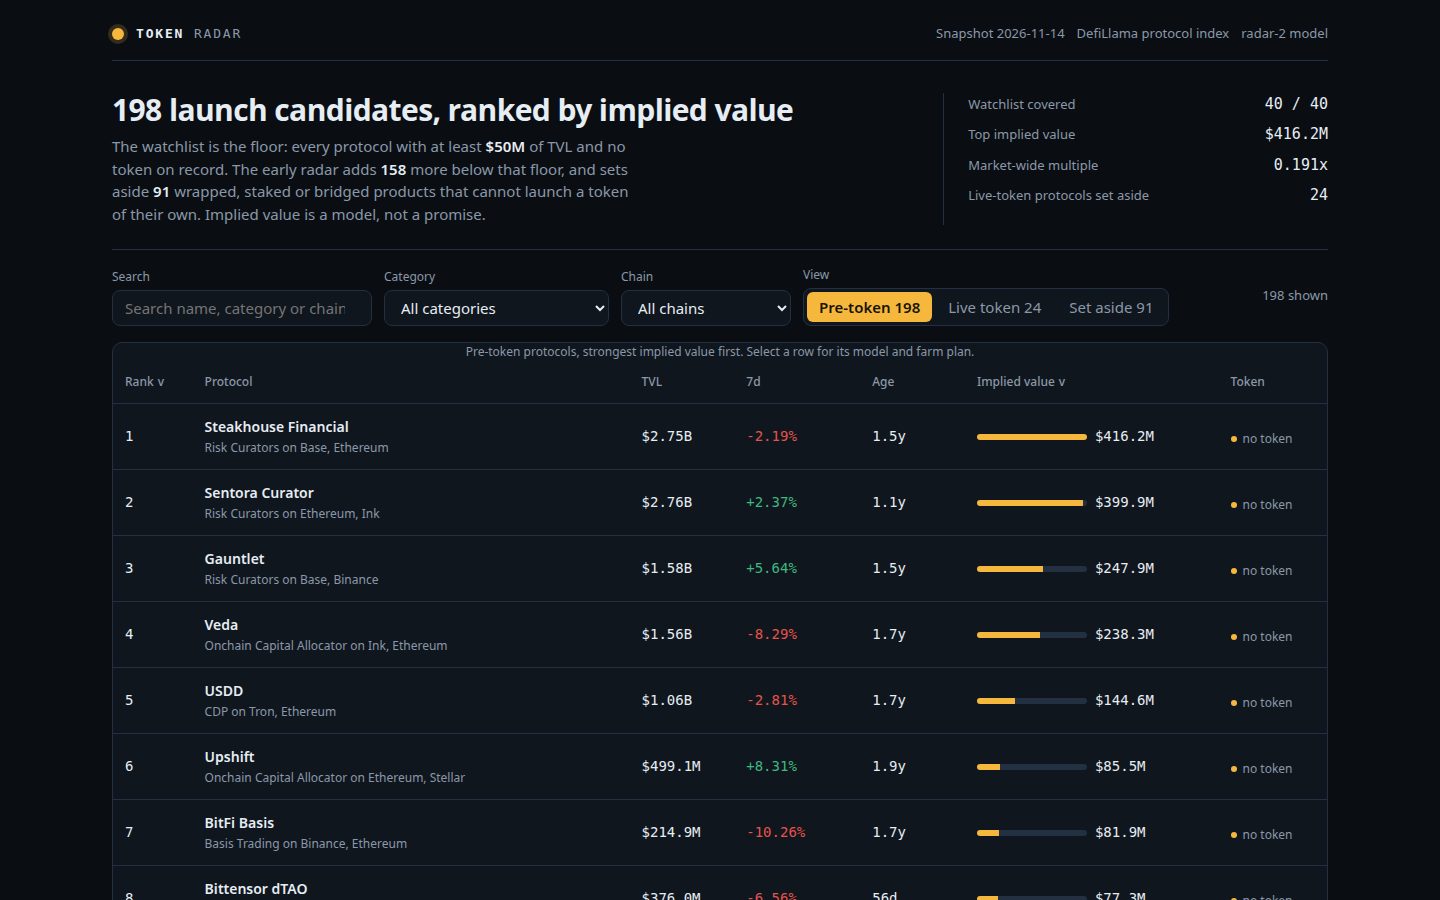 TOKEN RADAR
Snapshot 2026-11-14 DefiLlama protocol index radar-2 model
198 launch candidates, ranked by implied value
The watchlist is the floor: every protocol with at least $50M of TVL and no
token on record. The early radar adds 158 more below that floor, and sets
aside 91 wrapped, staked or bridged products that cannot launch a token
of their own. Implied value is a model, not a promise.
Watchlist covered 40 / 40
Top implied value $416.2M
Market-wide multiple 0.191x
Live-token protocols set aside 24
Search
Category
Chain
View
Search name, category or chain
All categories
All chains
Pre-token 198 Live token 24 Set aside 91
198 shown
Pre-token protocols, strongest implied value first. Select a row for its model and farm plan.
Rank v Protocol TVL 7d Age Implied value v Token
1 Steakhouse Financial $2.75B -2.19% 1.5y $416.2M no token
Risk Curators on Base, Ethereum
2 Sentora Curator $2.76B +2.37% 1.1y $399.9M no token
Risk Curators on Ethereum, Ink
3 Gauntlet $1.58B +5.64% 1.5y $247.9M no token
Risk Curators on Base, Binance
4 Veda $1.56B -8.29% 1.7y $238.3M no token
Onchain Capital Allocator on Ink, Ethereum
5 USDD $1.06B -2.81% 1.7y $144.6M no token
CDP on Tron, Ethereum
6 Upshift $499.1M +8.31% 1.9y $85.5M no token
Onchain Capital Allocator on Ethereum, Stellar
7 BitFi Basis $214.9M -10.26% 1.7y $81.9M no token
Basis Trading on Binance, Ethereum
8 Bittensor dTAO $376.0M -6.56% 56d $77.3M no token